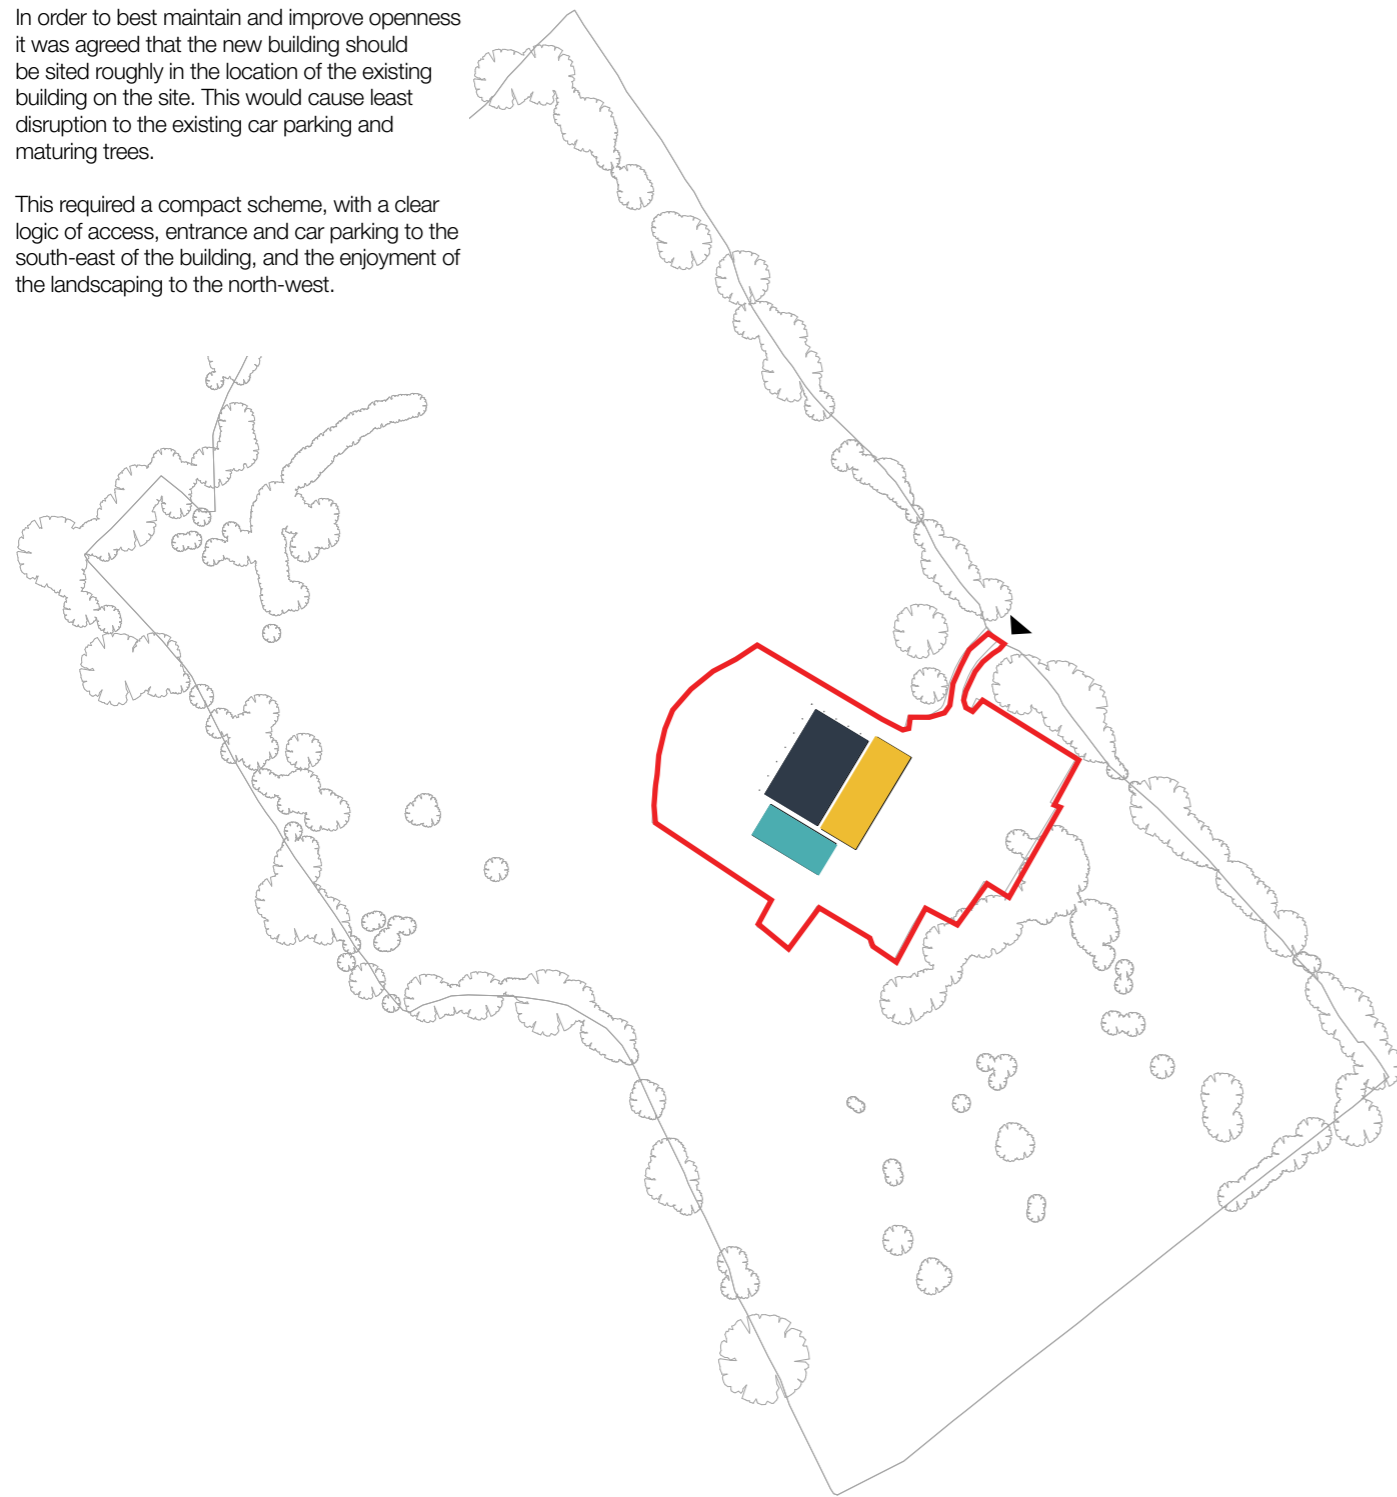 In order to best maintain and improve openness
it was agreed that the new building should
be sited roughly in the location of the existing
building on the site. This would cause least
disruption to the existing car parking and
maturing trees.
This required a compact scheme, with a clear
logic of access, entrance and car parking to the
south-east of the building, and the enjoyment of
the landscaping to the north-west.